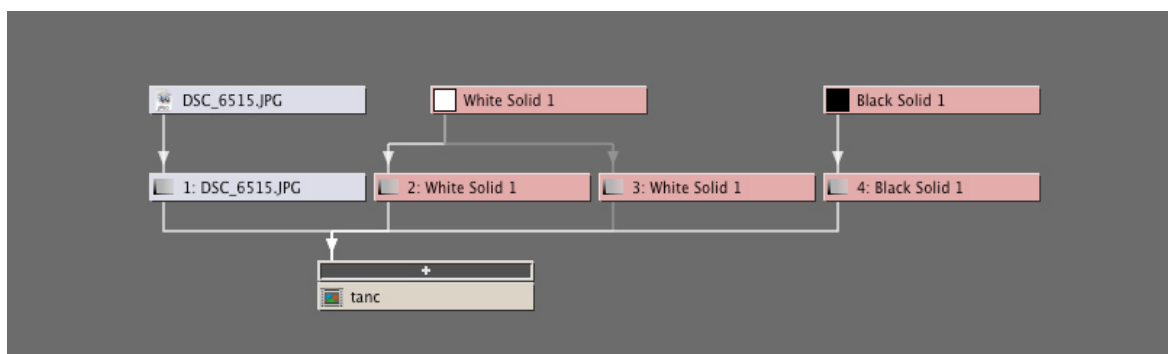 DSC_6515.JPG
White Solid 1
Black Solid 1
1: DSC_6515.JPG
2: White Solid 1
3: White Solid 1
4: Black Solid 1
+
tanc